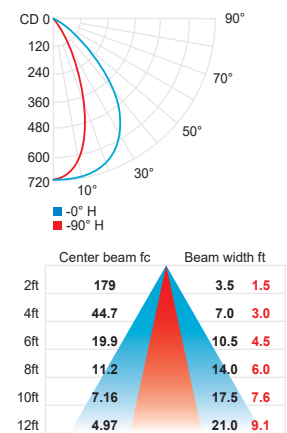 CD 0
90°
120
240
70°
360
480
50°
600
30°
720
10°
-0° H
-90° H
Center beam fc Beam width ft
2ft 179 3.5 1.5
4ft 44.7 7.0 3.0
6ft 19.9 10.5 4.5
8ft 11.2 14.0 6.0
10ft 7.16 17.5 7.6
12ft 4.97 21.0 9.1